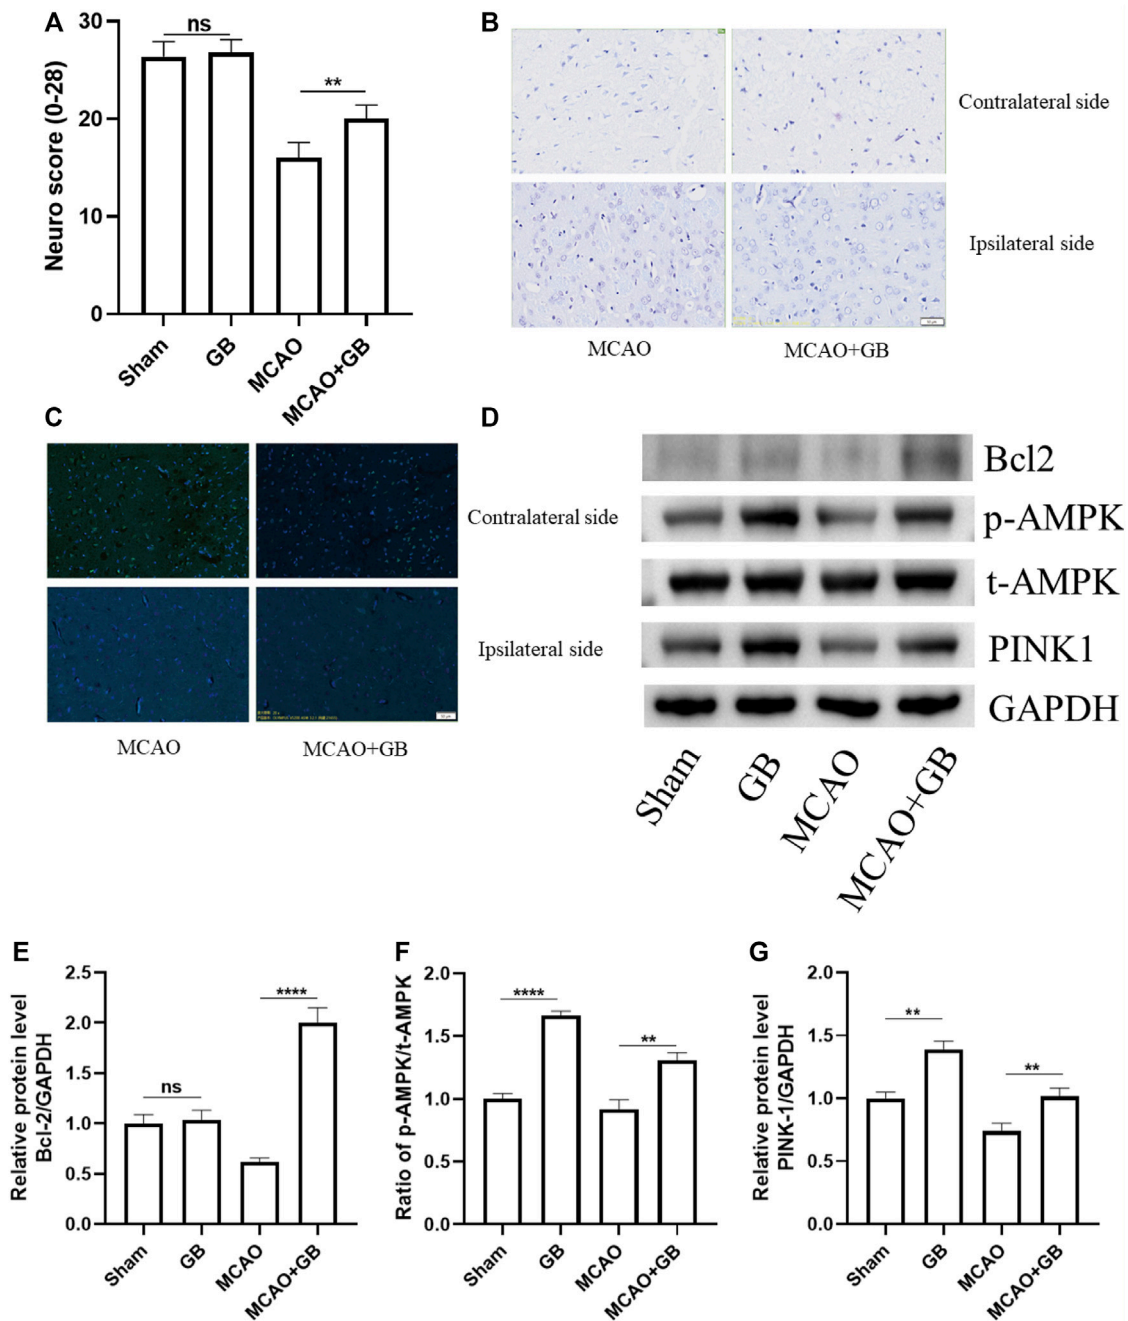 A
30
20
10
0
Neuro score (0-28)
ns
**
Sham
GB
MCAO
MCAO+GB
B
Contralateral side
Ipsilateral side
MCAO
MCAO+GB
C
Contralateral side
Ipsilateral side
MCAO
MCAO+GB
D
Bcl2
p-AMPK
t-AMPK
PINK1
GAPDH
Sham
GB
MCAO
MCAO+GB
E
Relative protein level
Bcl-2/GAPDH
2.5
2.0
1.5
1.0
0.5
0.0
ns
****
Sham
GB
MCAO
MCAO+GB
F
Ratio of p-AMPK/t-AMPK
2.0
1.5
1.0
0.5
0.0
****
**
Sham
GB
MCAO
MCAO+GB
G
Relative protein level
PINK-1/GAPDH
2.0
1.5
1.0
0.5
0.0
**
**
Sham
GB
MCAO
MCAO+GB